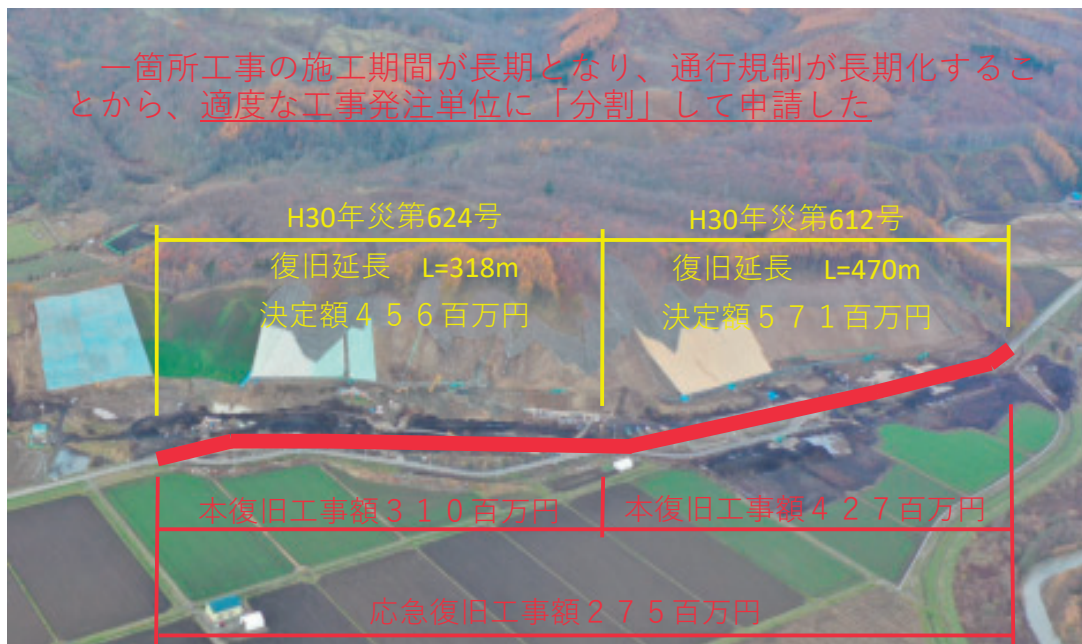 一箇所工事の施工期間が長期となり、通行規制が長期化するこ
とから、適度な工事発注単位に「分割」して申請した
H30年災第624号
H30年災第612号
復旧延長　L=318m
復旧延長　L=470m
決定額４５６百万円
決定額５７１百万円
本復旧工事額３１０百万円
本復旧工事額４２７百万円
応急復旧工事額２７５百万円